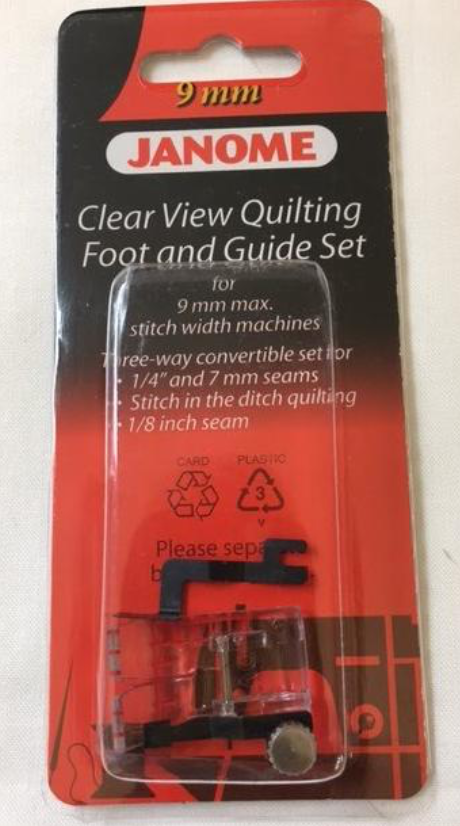 9 mm
JANOME
Clear View Quilting
Foot and Guide Set
for
9 mm max.
stitch width machines
Three-way convertible set for
• 1/4" and 7 mm seams
• Stitch in the ditch quilting
• 1/8 inch seam
CARD PLASTIC
3
V
Please